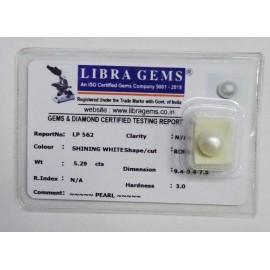 LIBRA GEMS
An ISO Certified Gems Company 9001 - 2015
Registered Under the Trade Marks with Govt. of India
website : www.libragems.co.in
GEMS & DIAMOND CERTIFIED TESTING REPORT
ReportNo: LP 562 Clarity N/A
Colour : SHINING WHITE Shape/cut
Wt : 5.29 cts Dimension
R.Index : N/A Hardness 3.0
Comment: PEARL